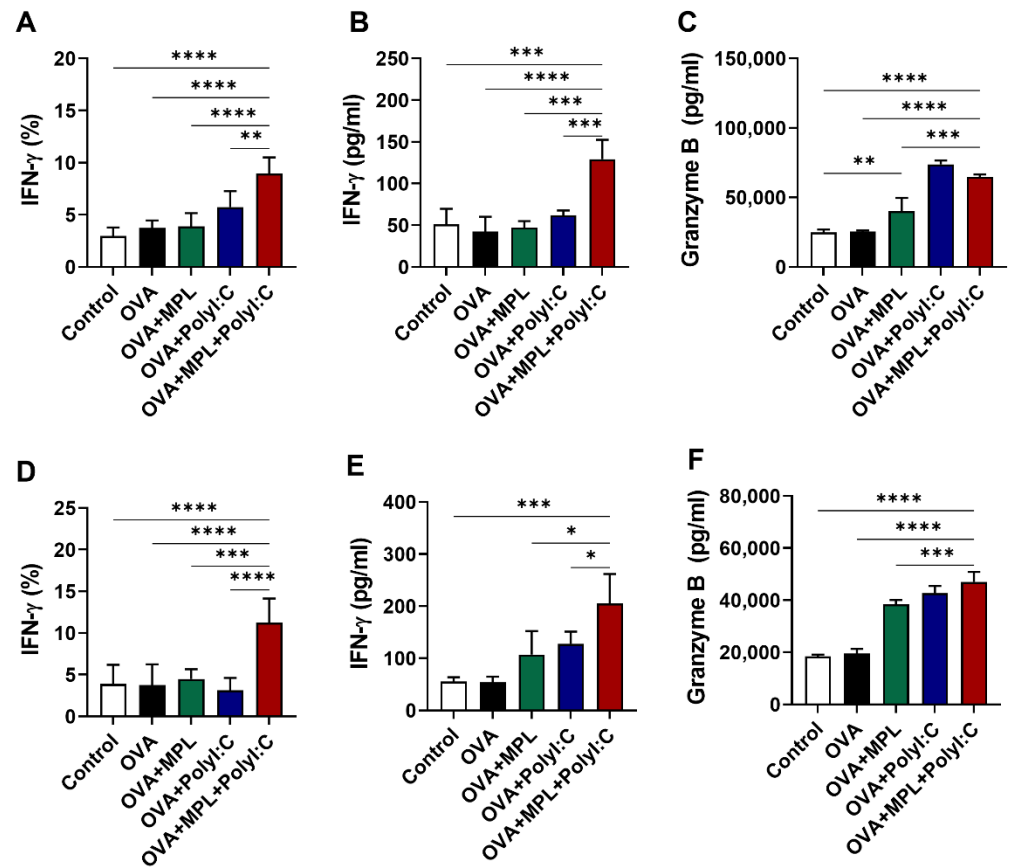 A
IFN-γ (%)
20
15
10
5
0
****
****
****
**
Control
OVA
OVA+MPL
OVA+PolyI:C
OVA+MPL+PolyI:C
B
IFN-γ (pg/ml)
250
200
150
100
50
0
***
****
***
***
Control
OVA
OVA+MPL
OVA+PolyI:C
OVA+MPL+PolyI:C
C
Granzyme B (pg/ml)
150,000
100,000
50,000
0
****
****
***
**
Control
OVA
OVA+MPL
OVA+PolyI:C
OVA+MPL+PolyI:C
D
IFN-γ (%)
25
20
15
10
5
0
****
****
***
****
Control
OVA
OVA+MPL
OVA+PolyI:C
OVA+MPL+PolyI:C
E
IFN-γ (pg/ml)
400
300
200
100
0
***
*
*
Control
OVA
OVA+MPL
OVA+PolyI:C
OVA+MPL+PolyI:C
F
Granzyme B (pg/ml)
80,000
60,000
40,000
20,000
0
****
****
***
Control
OVA
OVA+MPL
OVA+PolyI:C
OVA+MPL+PolyI:C